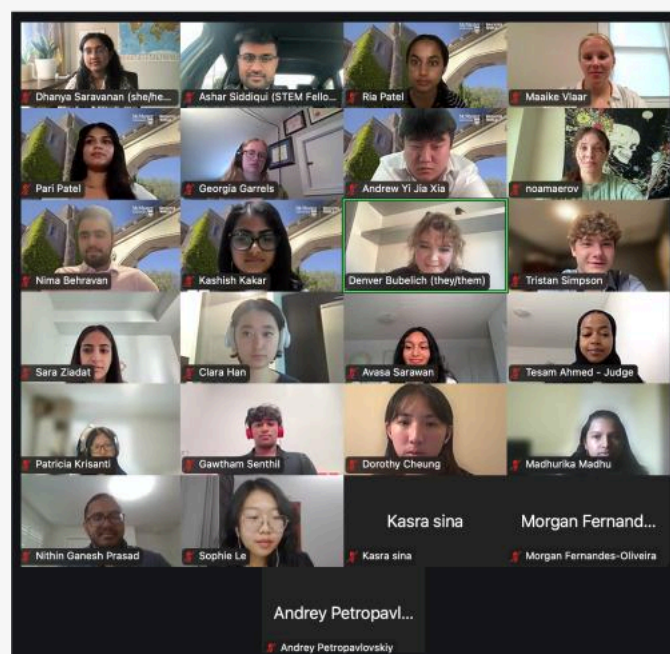 Dhanya Saravanan (she/he...
Ashar Siddiqui (STEM Fello...
Ria Patel
Maaike Vlaar
Pari Patel
Georgia Garrels
Andrew Yi Jia Xia
noamaerov
Nima Behravan
Kashish Kakar
Denver Bubelich (they/them)
Tristan Simpson
Sara Ziadat
Clara Han
Avasa Sarawan
Tesam Ahmed - Judge
Patricia Krisanti
Gawtham Senthil
Dorothy Cheung
Madhurika Madhu
Nithin Ganesh Prasad
Sophie Le
Kasra sina
Kasra sina
Morgan Fernand...
Morgan Fernandes-Oliveira
Andrey Petropavl...
Andrey Petropavlovskiy